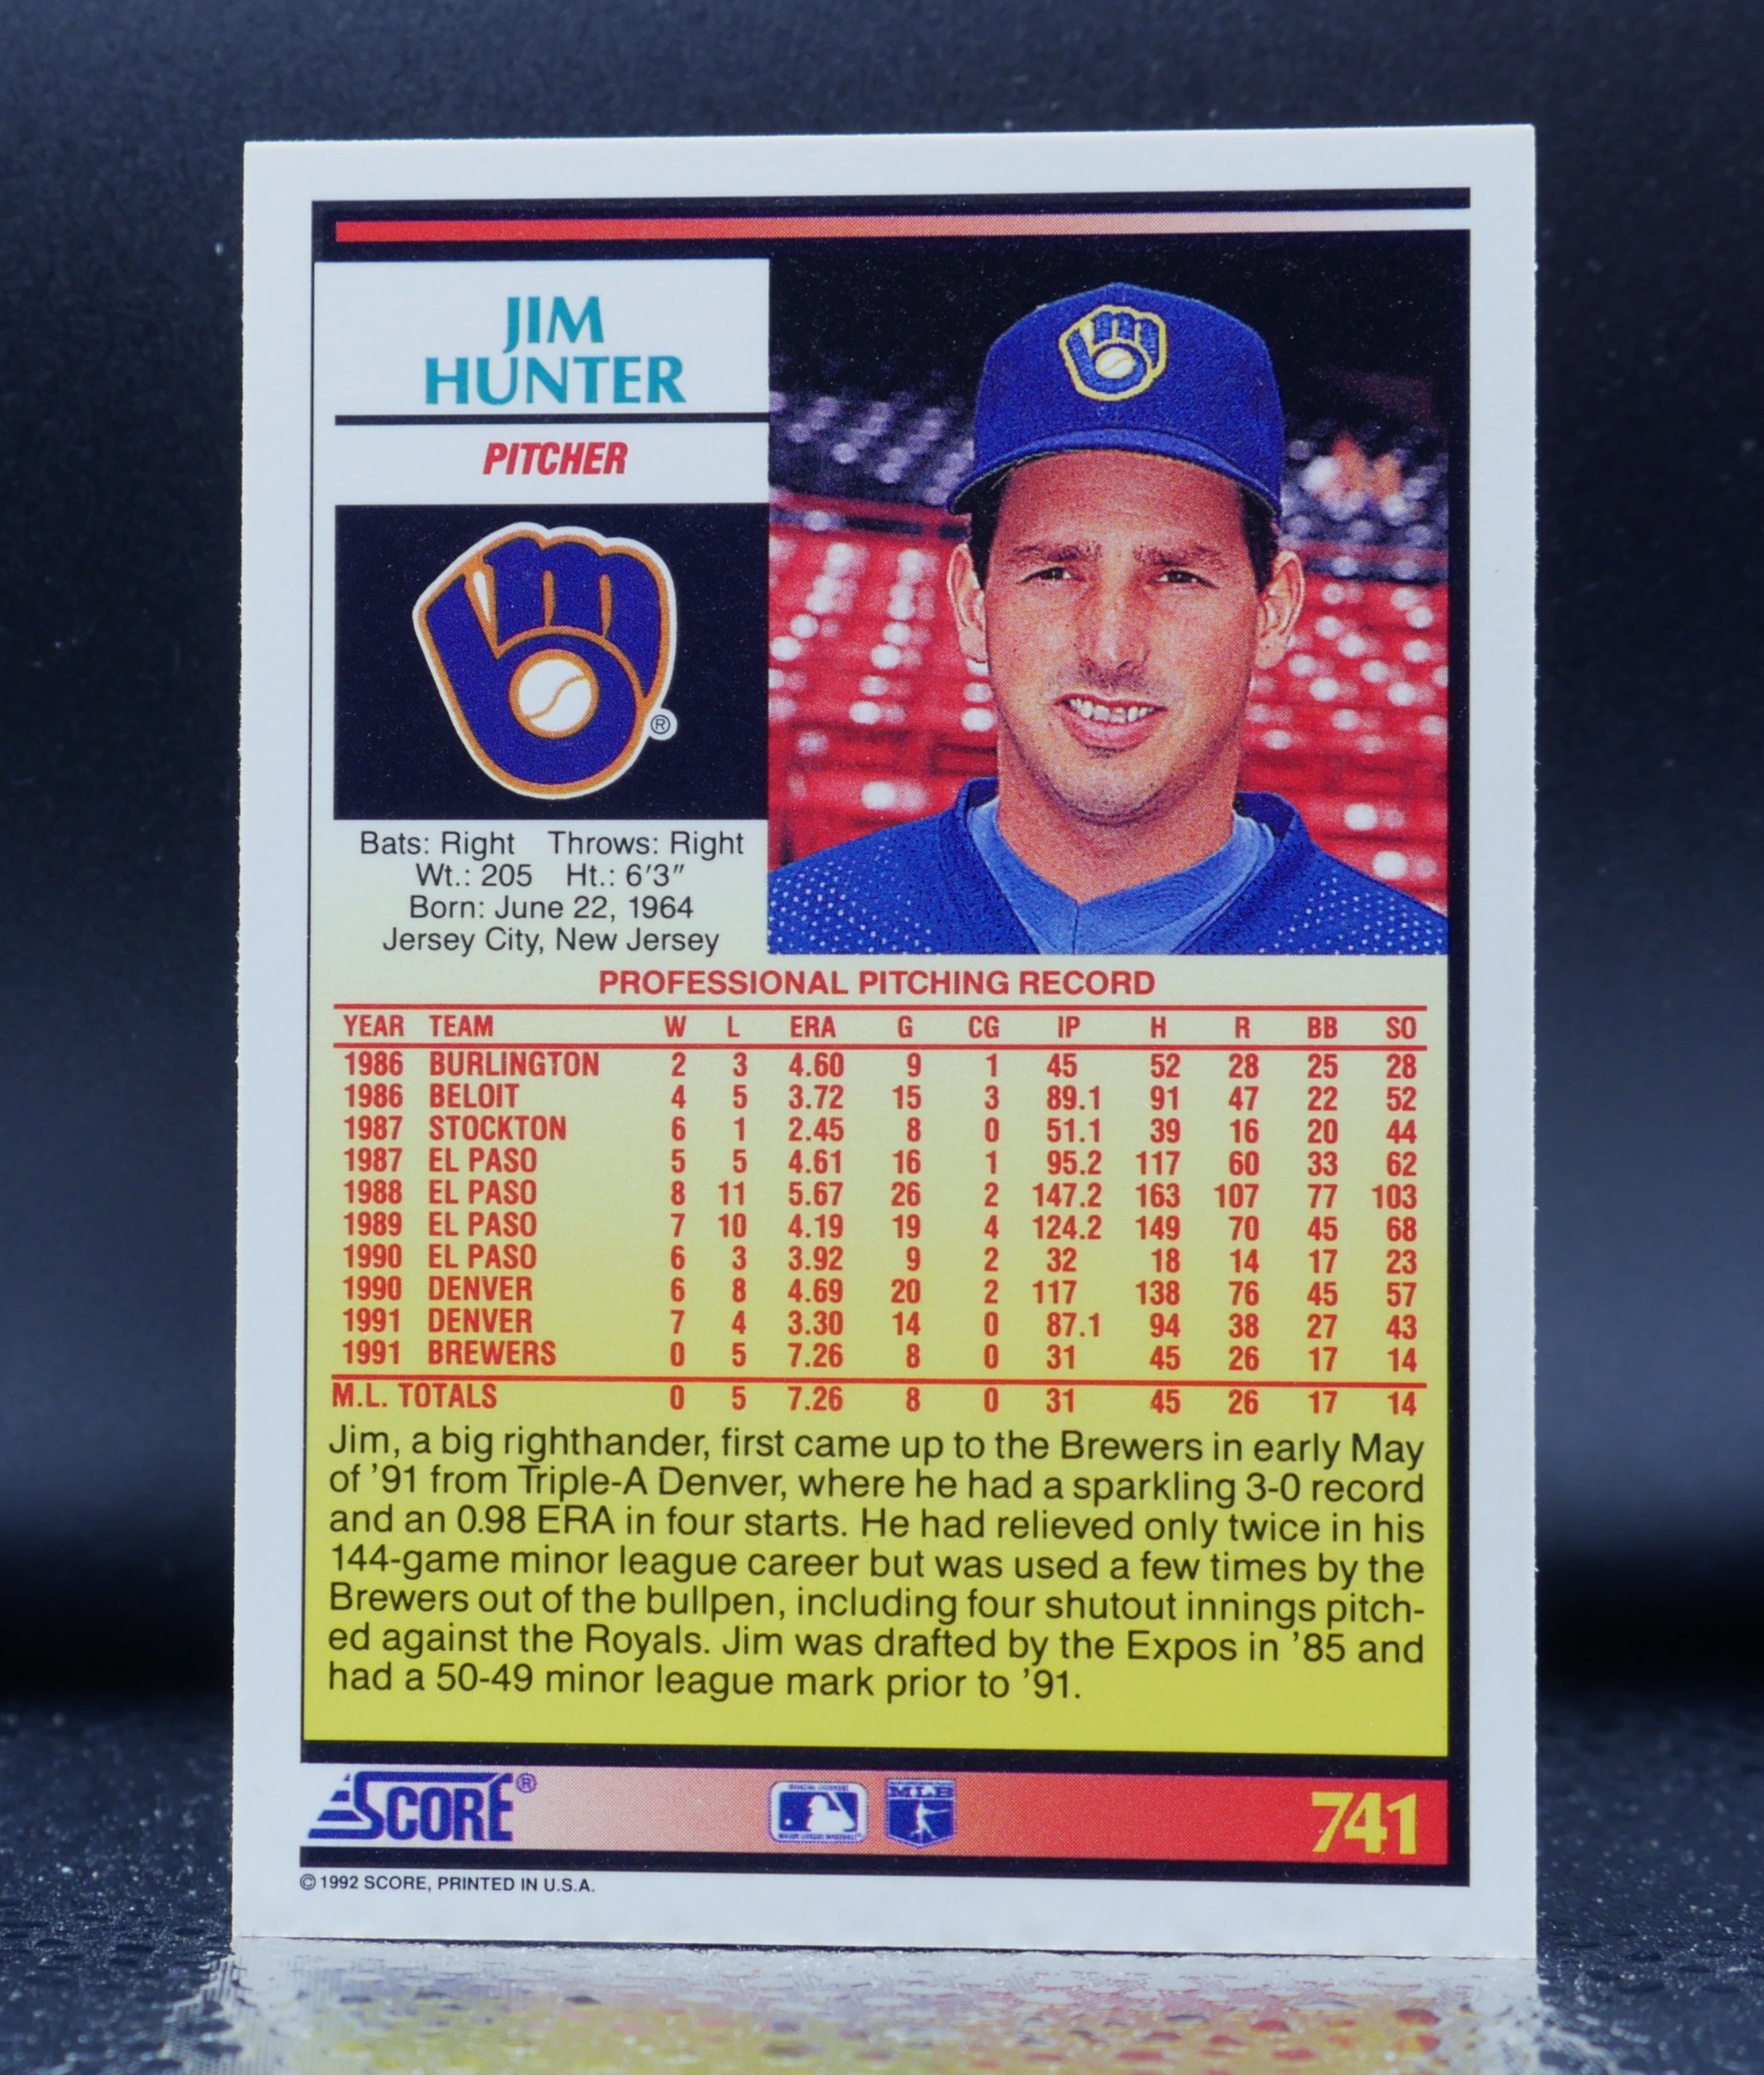 JIM
HUNTER
PITCHER
®
Bats: Right Throws: Right
Wt.: 205 Ht.: 6'3"
Born: June 22, 1964
Jersey City, New Jersey
PROFESSIONAL PITCHING RECORD
YEAR TEAM W L ERA G CG IP H R BB SO
1986 BURLINGTON 2 3 4.60 9 1 45 52 28 25 28
1986 BELOIT 4 5 3.72 15 3 89.1 91 47 22 52
1987 STOCKTON 6 1 2.45 8 0 51.1 39 16 20 44
1987 EL PASO 5 5 4.61 16 1 95.2 117 60 33 62
1988 EL PASO 8 11 5.67 26 2 147.2 163 107 77 103
1989 EL PASO 7 10 4.19 19 4 124.2 149 70 45 68
1990 EL PASO 6 3 3.92 9 2 32 18 14 17 23
1990 DENVER 6 8 4.69 20 2 117 138 76 45 57
1991 DENVER 7 4 3.30 14 0 87.1 94 38 27 43
1991 BREWERS 0 5 7.26 8 0 31 45 26 17 14
M.L. TOTALS 0 5 7.26 8 0 31 45 26 17 14
Jim, a big righthander, first came up to the Brewers in early May
of '91 from Triple-A Denver, where he had a sparkling 3-0 record
and an 0.98 ERA in four starts. He had relieved only twice in his
144-game minor league career but was used a few times by the
Brewers out of the bullpen, including four shutout innings pitch-
ed against the Royals. Jim was drafted by the Expos in '85 and
had a 50-49 minor league mark prior to '91.
SCORE® MLB 741
© 1992 SCORE, PRINTED IN U.S.A.